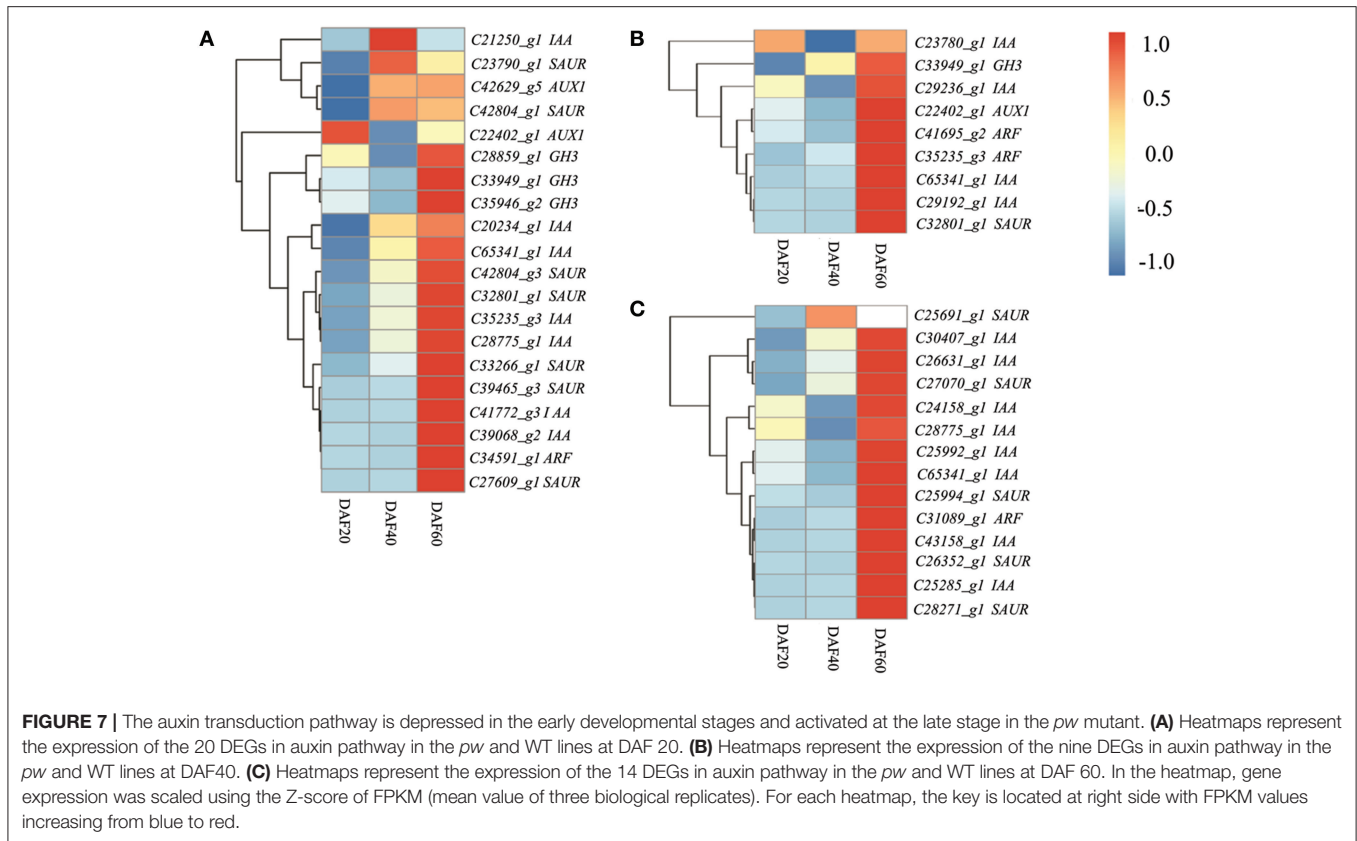 A
C21250_g1 IAA
C23790_g1 SAUR
C42629_g5 AUX1
C42804_g1 SAUR
C22402_g1 AUX1
C28859_g1 GH3
C33949_g1 GH3
C35946_g2 GH3
C20234_g1 IAA
C65341_g1 IAA
C42804_g3 SAUR
C32801_g1 SAUR
C35235_g3 IAA
C28775_g1 IAA
C33266_g1 SAUR
C39465_g3 SAUR
C41772_g3 I AA
C39068_g2 IAA
C34591_g1 ARF
C27609_g1 SAUR
DAF20
DAF40
DAF60
B
C23780_g1 IAA
C33949_g1 GH3
C29236_g1 IAA
C22402_g1 AUX1
C41695_g2 ARF
C35235_g3 ARF
C65341_g1 IAA
C29192_g1 IAA
C32801_g1 SAUR
DAF20
DAF40
DAF60
1.0
0.5
0.0
-0.5
-1.0
C
C25691_g1 SAUR
C30407_g1 IAA
C26631_g1 IAA
C27070_g1 SAUR
C24158_g1 IAA
C28775_g1 IAA
C25992_g1 IAA
C65341_g1 IAA
C25994_g1 SAUR
C31089_g1 ARF
C43158_g1 IAA
C26352_g1 SAUR
C25285_g1 IAA
C28271_g1 SAUR
DAF20
DAF40
DAF60
FIGURE 7 | The auxin transduction pathway is depressed in the early developmental stages and activated at the late stage in the pw mutant. (A) Heatmaps represent
the expression of the 20 DEGs in auxin pathway in the pw and WT lines at DAF 20. (B) Heatmaps represent the expression of the nine DEGs in auxin pathway in the
pw and WT lines at DAF40. (C) Heatmaps represent the expression of the 14 DEGs in auxin pathway in the pw and WT lines at DAF 60. In the heatmap, gene
expression was scaled using the Z-score of FPKM (mean value of three biological replicates). For each heatmap, the key is located at right side with FPKM values
increasing from blue to red.